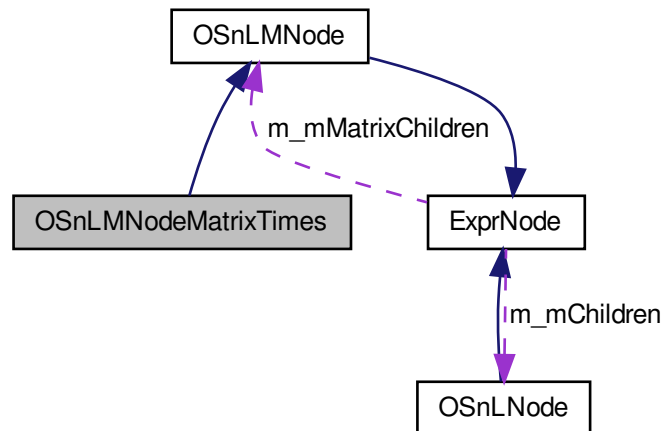 OSnLMNode
m_mMatrixChildren
OSnLMNodeMatrixTimes
ExprNode
m_mChildren
OSnLNode